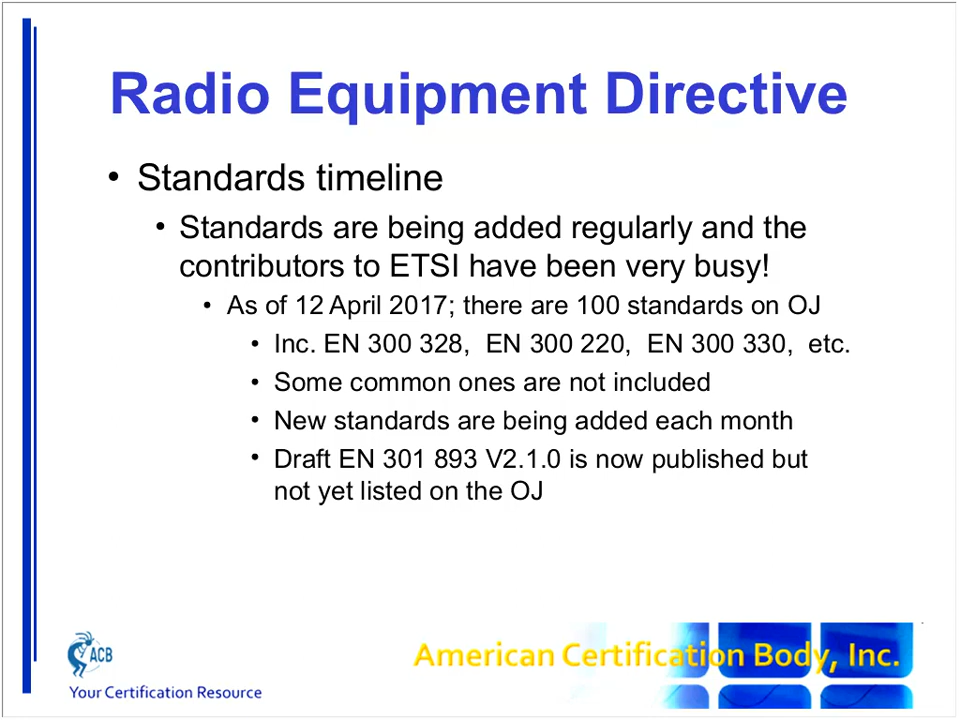 Radio Equipment Directive
• Standards timeline
• Standards are being added regularly and the
contributors to ETSI have been very busy!
• As of 12 April 2017; there are 100 standards on OJ
• Inc. EN 300 328, EN 300 220, EN 300 330, etc.
• Some common ones are not included
• New standards are being added each month
• Draft EN 301 893 V2.1.0 is now published but
not yet listed on the OJ
ACB
American Certification Body, Inc.
Your Certification Resource